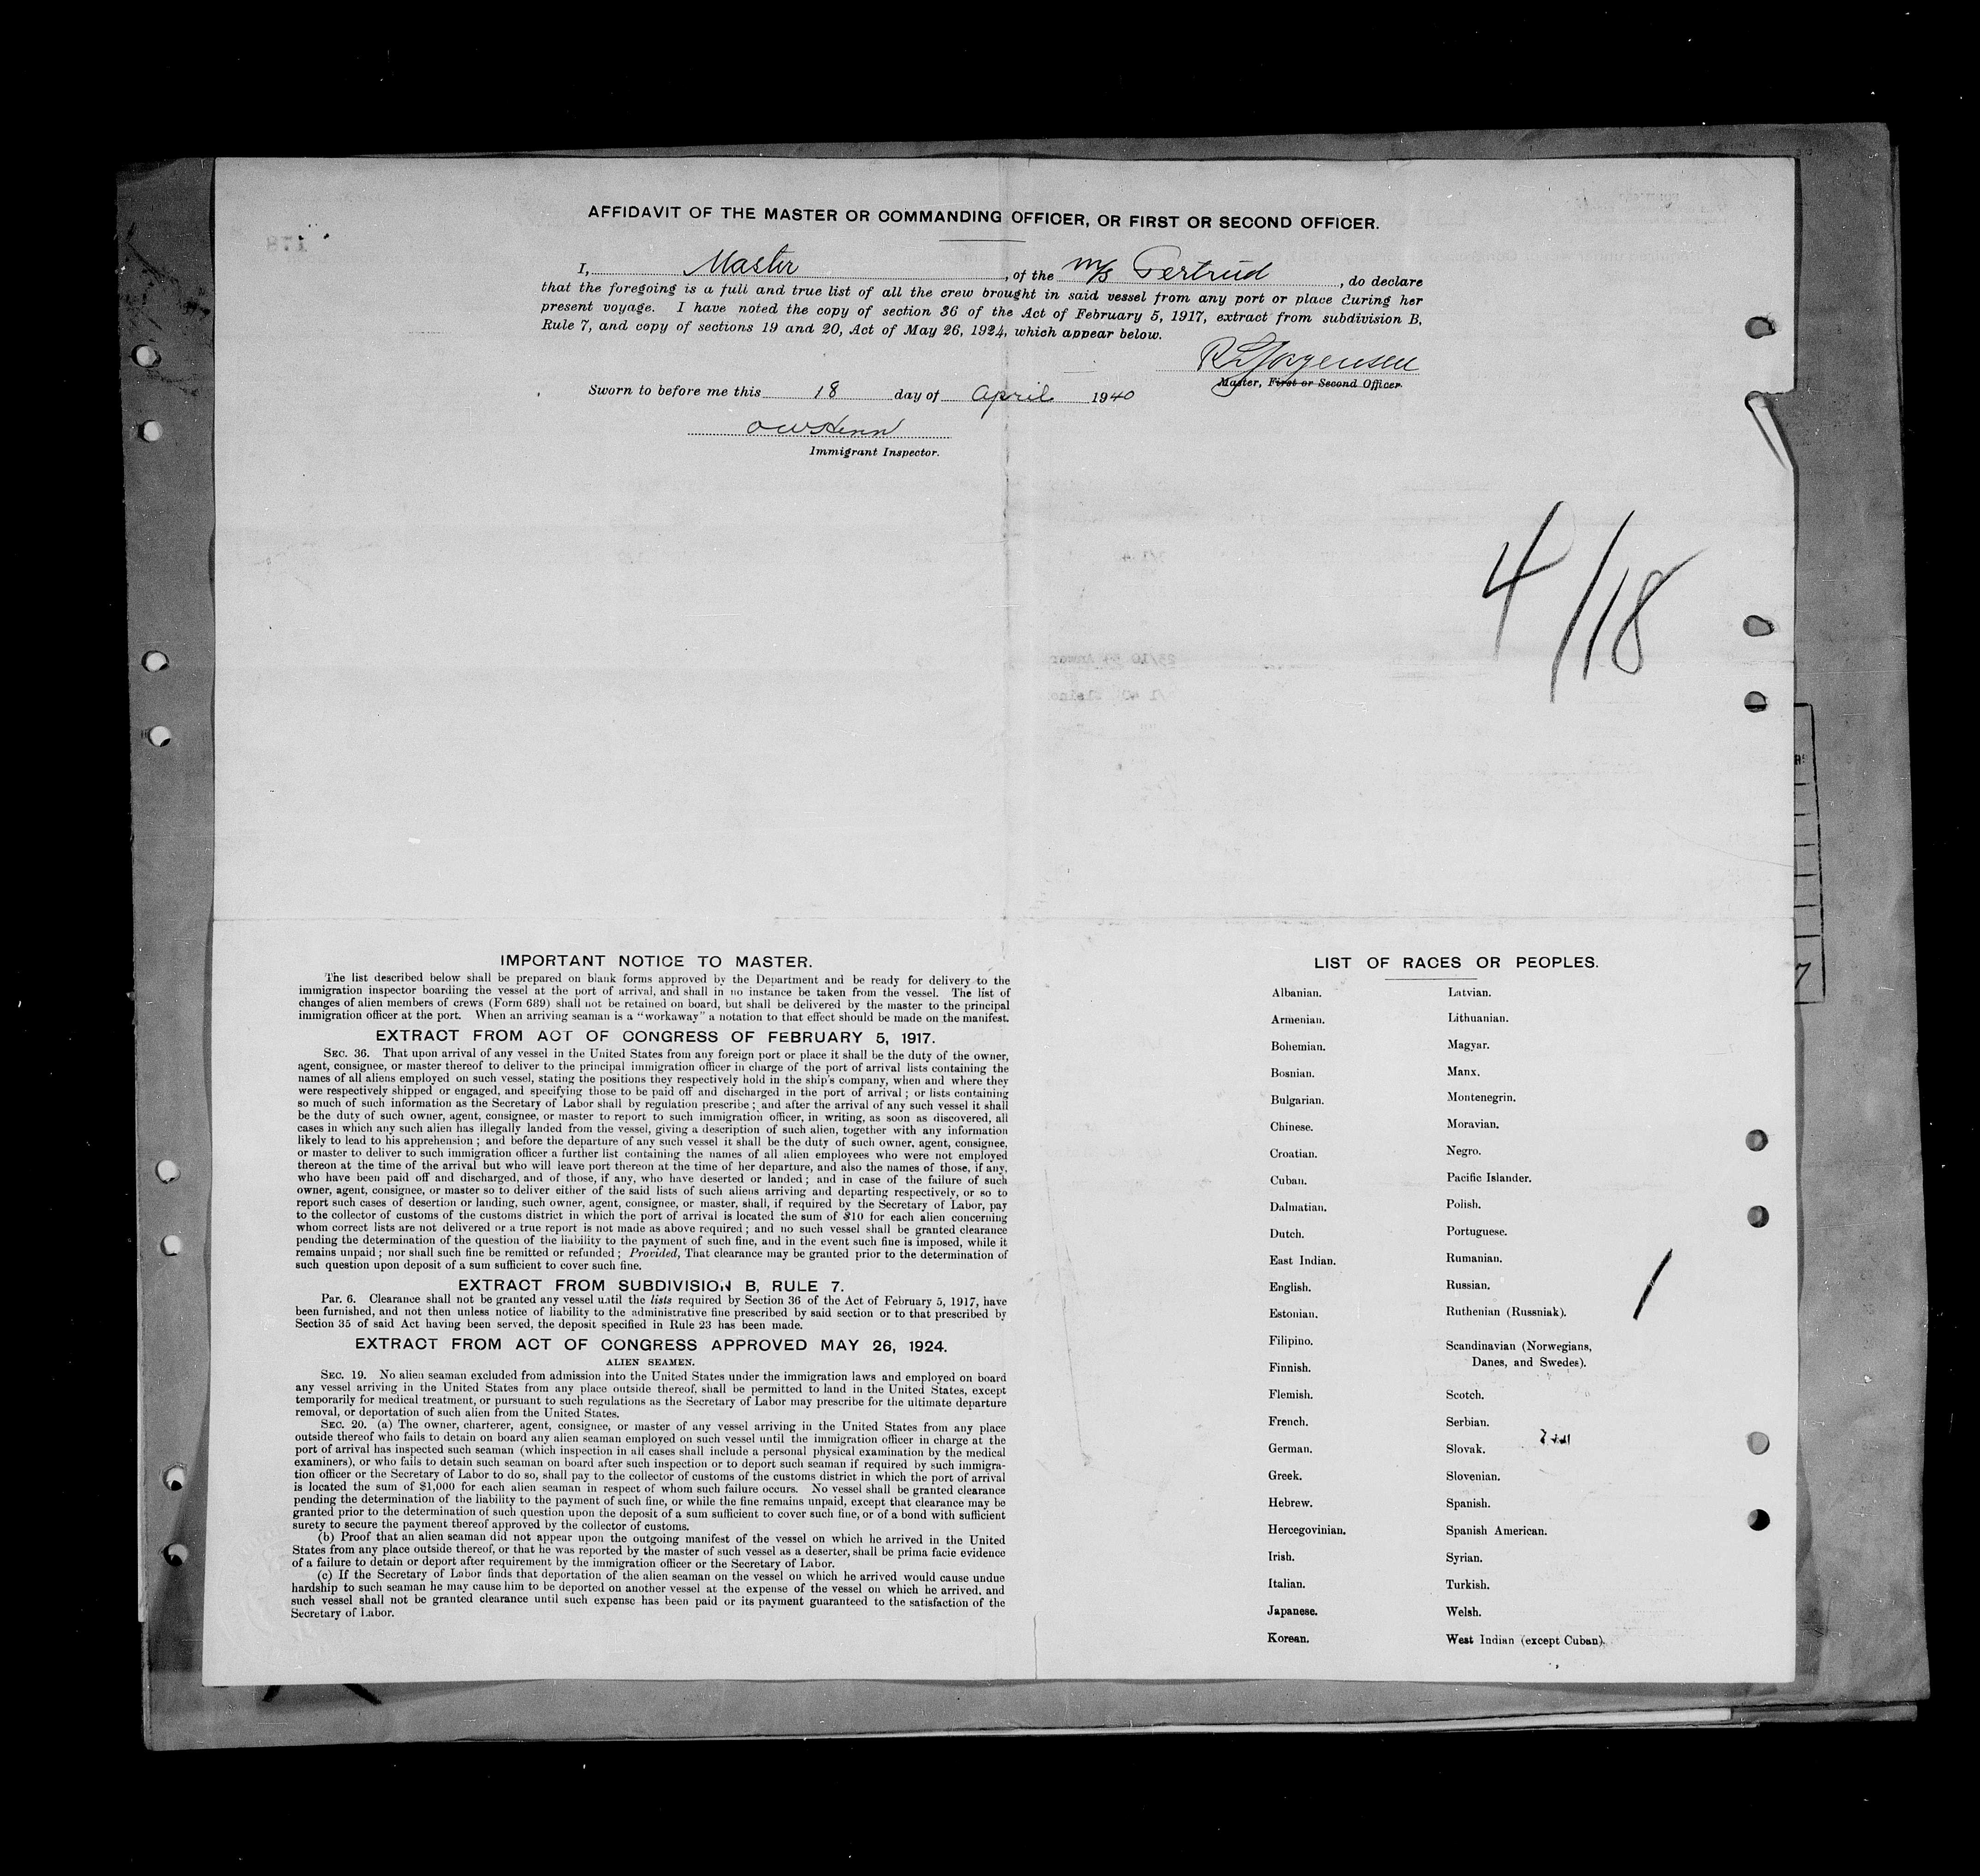 AFFIDAVIT OF THE MASTER OR COMMANDING OFFICER, OR FIRST OR SECOND OFFICER.
I, Master, of the M/S Gertrud, do declare
that the foregoing is a full and true list of all the crew brought in said vessel from any port or place during her
present voyage. I have noted the copy of section 36 of the Act of February 5, 1917, extract from subdivision B,
Rule 7, and copy of sections 19 and 20, Act of May 26, 1924, which appear below.
Jorgensen
Master, First or Second Officer.
Sworn to before me this 18 day of April 1940
Immigrant Inspector.
4/18
IMPORTANT NOTICE TO MASTER.
The list described below shall be prepared on blank forms approved by the Department and be ready for delivery to the
immigration inspector boarding the vessel at the port of arrival, and shall in no instance be taken from the vessel. The list of
changes of alien members of crews (Form 689) shall not be retained on board, but shall be delivered by the master to the principal
immigration officer at the port. When an arriving seaman is a "workaway" a notation to that effect should be made on the manifest.
EXTRACT FROM ACT OF CONGRESS OF FEBRUARY 5, 1917.
SEC. 36. That upon arrival of any vessel in the United States from any foreign port or place it shall be the duty of the owner,
agent, consignee, or master thereof to deliver to the principal immigration officer in charge of the port of arrival lists containing the
names of all aliens employed on such vessel, stating the positions they respectively hold in the ship's company, when and where they
were respectively shipped or engaged, and specifying those to be paid off and discharged in the port of arrival; or lists containing
so much of such information as the Secretary of Labor shall by regulation prescribe; and after the arrival of any such vessel it shall
be the duty of such owner, agent, consignee, or master to report to such immigration officer, in writing, as soon as discovered, all
cases in which any such alien has illegally landed from the vessel, giving a description of such alien, together with any information
likely to lead to his apprehension; and before the departure of any such vessel it shall be the duty of such owner, agent, consignee,
or master to deliver to such immigration officer a further list containing the names of all alien employees who were not employed
thereon at the time of the arrival but who will leave port thereon at the time of her departure, and also the names of those, if any,
who have been paid off and discharged, and of those, if any, who have deserted or landed; and in case of the failure of such
owner, agent, consignee, or master so to deliver either of the said lists of such aliens arriving and departing respectively, or so to
report such cases of desertion or landing, such owner, agent, consignee, or master, shall, if required by the Secretary of Labor, pay
to the collector of customs of the customs district in which the port of arrival is located the sum of $10 for each alien concerning
whom correct lists are not delivered or a true report is not made as above required; and no such vessel shall be granted clearance
pending the determination of the question of the liability to the payment of such fine, and in the event such fine is imposed, while it
remains unpaid; nor shall such fine be remitted or refunded; Provided, That clearance may be granted prior to the determination of
such question upon deposit of a sum sufficient to cover such fine.
EXTRACT FROM SUBDIVISION B, RULE 7.
Par. 6. Clearance shall not be granted any vessel until the lists required by Section 36 of the Act of February 5, 1917, have
been furnished, and not then unless notice of liability to the administrative fine prescribed by said section or to that prescribed by
Section 35 of said Act having been served, the deposit specified in Rule 23 has been made.
EXTRACT FROM ACT OF CONGRESS APPROVED MAY 26, 1924.
ALIEN SEAMEN.
SEC. 19. No alien seaman excluded from admission into the United States under the immigration laws and employed on board
any vessel arriving in the United States from any place outside thereof, shall be permitted to land in the United States, except
temporarily for medical treatment, or pursuant to such regulations as the Secretary of Labor may prescribe for the ultimate departure
removal, or deportation of such alien from the United States.
SEC. 20. (a) The owner, charterer, agent, consignee, or master of any vessel arriving in the United States from any place
outside thereof who fails to detain on board any alien seaman employed on such vessel until the immigration officer in charge at the
port of arrival has inspected such seaman (which inspection in all cases shall include a personal physical examination by the medical
examiners), or who fails to detain such seaman on board after such inspection or to deport such seaman if required by such immigra-
tion officer or the Secretary of Labor to do so, shall pay to the collector of customs of the customs district in which the port of arrival
is located the sum of $1,000 for each alien seaman in respect of whom such failure occurs. No vessel shall be granted clearance
pending the determination of the liability to the payment of such fine, or while the fine remains unpaid, except that clearance may be
granted prior to the determination of such question upon the deposit of a sum sufficient to cover such fine, or of a bond with sufficient
surety to secure the payment thereof approved by the collector of customs.
(b) Proof that an alien seaman did not appear upon the outgoing manifest of the vessel on which he arrived in the United
States from any place outside thereof, or that he was reported by the master of such vessel as a deserter, shall be prima facie evidence
of a failure to detain or deport after requirement by the immigration officer or the Secretary of Labor.
(c) If the Secretary of Labor finds that deportation of the alien seaman on the vessel on which he arrived would cause undue
hardship to such seaman he may cause him to be deported on another vessel at the expense of the vessel on which he arrived, and
such vessel shall not be granted clearance until such expense has been paid or its payment guaranteed to the satisfaction of the
Secretary of Labor.
LIST OF RACES OR PEOPLES.
Albanian.
Armenian.
Bohemian.
Bosnian.
Bulgarian.
Chinese.
Croatian.
Cuban.
Dalmatian.
Dutch.
East Indian.
English.
Estonian.
Filipino.
Finnish.
Flemish.
French.
German.
Greek.
Hebrew.
Hercegovinian.
Irish.
Italian.
Japanese.
Korean.
Latvian.
Lithuanian.
Magyar.
Manx.
Montenegrin.
Moravian.
Negro.
Pacific Islander.
Polish.
Portuguese.
Rumanian.
Russian.
Ruthenian (Russniak).
Scandinavian (Norwegians,
Danes, and Swedes).
Scotch.
Serbian.
Slovak.
Slovenian.
Spanish.
Spanish American.
Syrian.
Turkish.
Welsh.
West Indian (except Cuban).